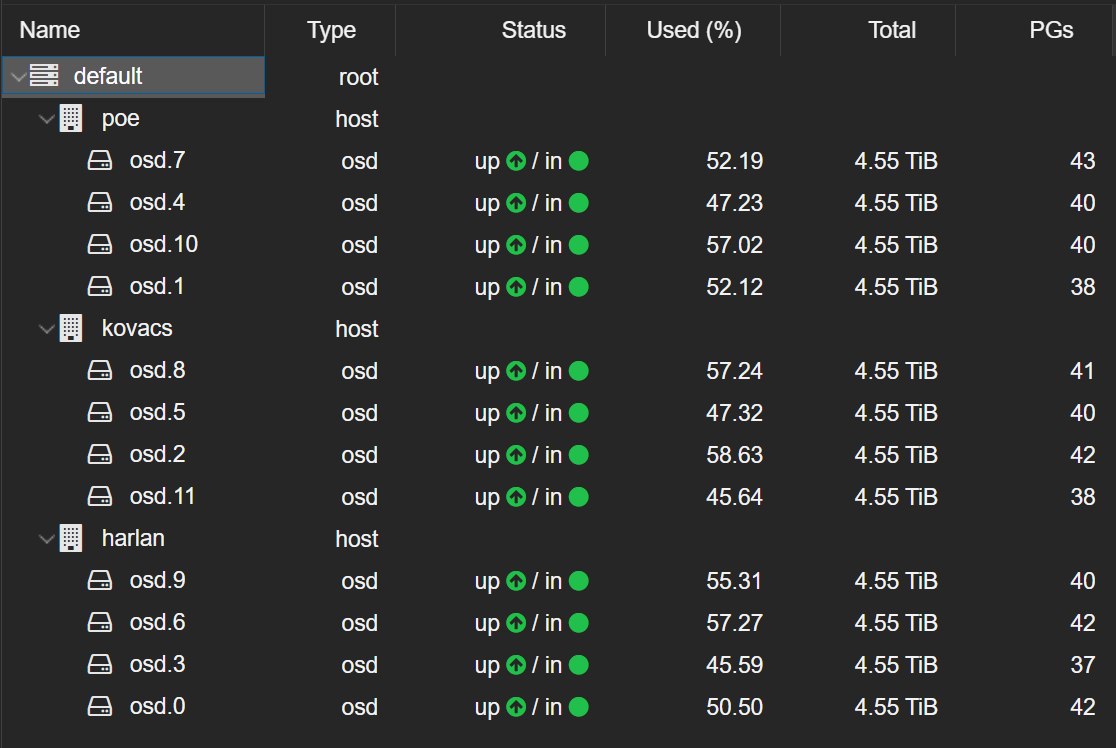 Name Type Status Used (%) Total PGs
default root
poe host
osd.7 osd up / in 52.19 4.55 TiB 43
osd.4 osd up / in 47.23 4.55 TiB 40
osd.10 osd up / in 57.02 4.55 TiB 40
osd.1 osd up / in 52.12 4.55 TiB 38
kovacs host
osd.8 osd up / in 57.24 4.55 TiB 41
osd.5 osd up / in 47.32 4.55 TiB 40
osd.2 osd up / in 58.63 4.55 TiB 42
osd.11 osd up / in 45.64 4.55 TiB 38
harlan host
osd.9 osd up / in 55.31 4.55 TiB 40
osd.6 osd up / in 57.27 4.55 TiB 42
osd.3 osd up / in 45.59 4.55 TiB 37
osd.0 osd up / in 50.50 4.55 TiB 42